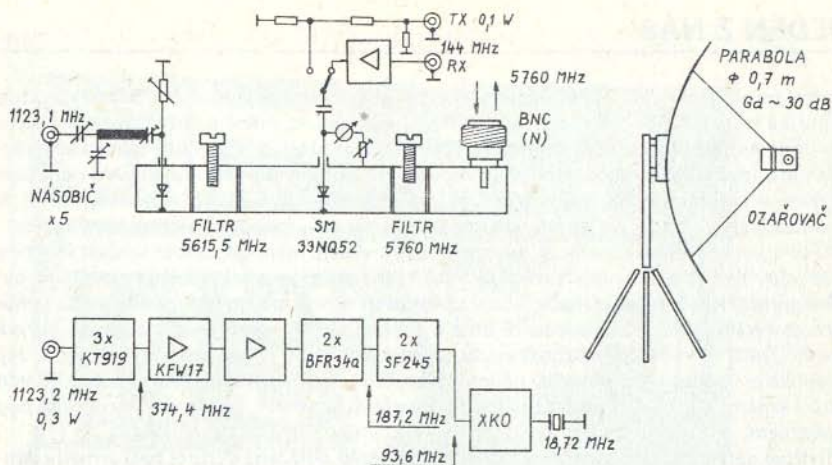 TX 0,1 W
144 MHz
RX
1123,1 MHz
NÁSOBIČ
x 5
5760 MHz
BNC
(N)
FILTR
5615,5 MHz
SM
33NQ52
FILTR
5760 MHz
PARABOLA
φ 0,7 m
Gd ~ 30 dB
OZAŘOVAČ
3x
KT919
KFW17
2x
BFR34a
2x
SF245
1123,2 MHz
0,3 W
374,4 MHz
187,2 MHz
XKO
18,72 MHz
93,6 MHz